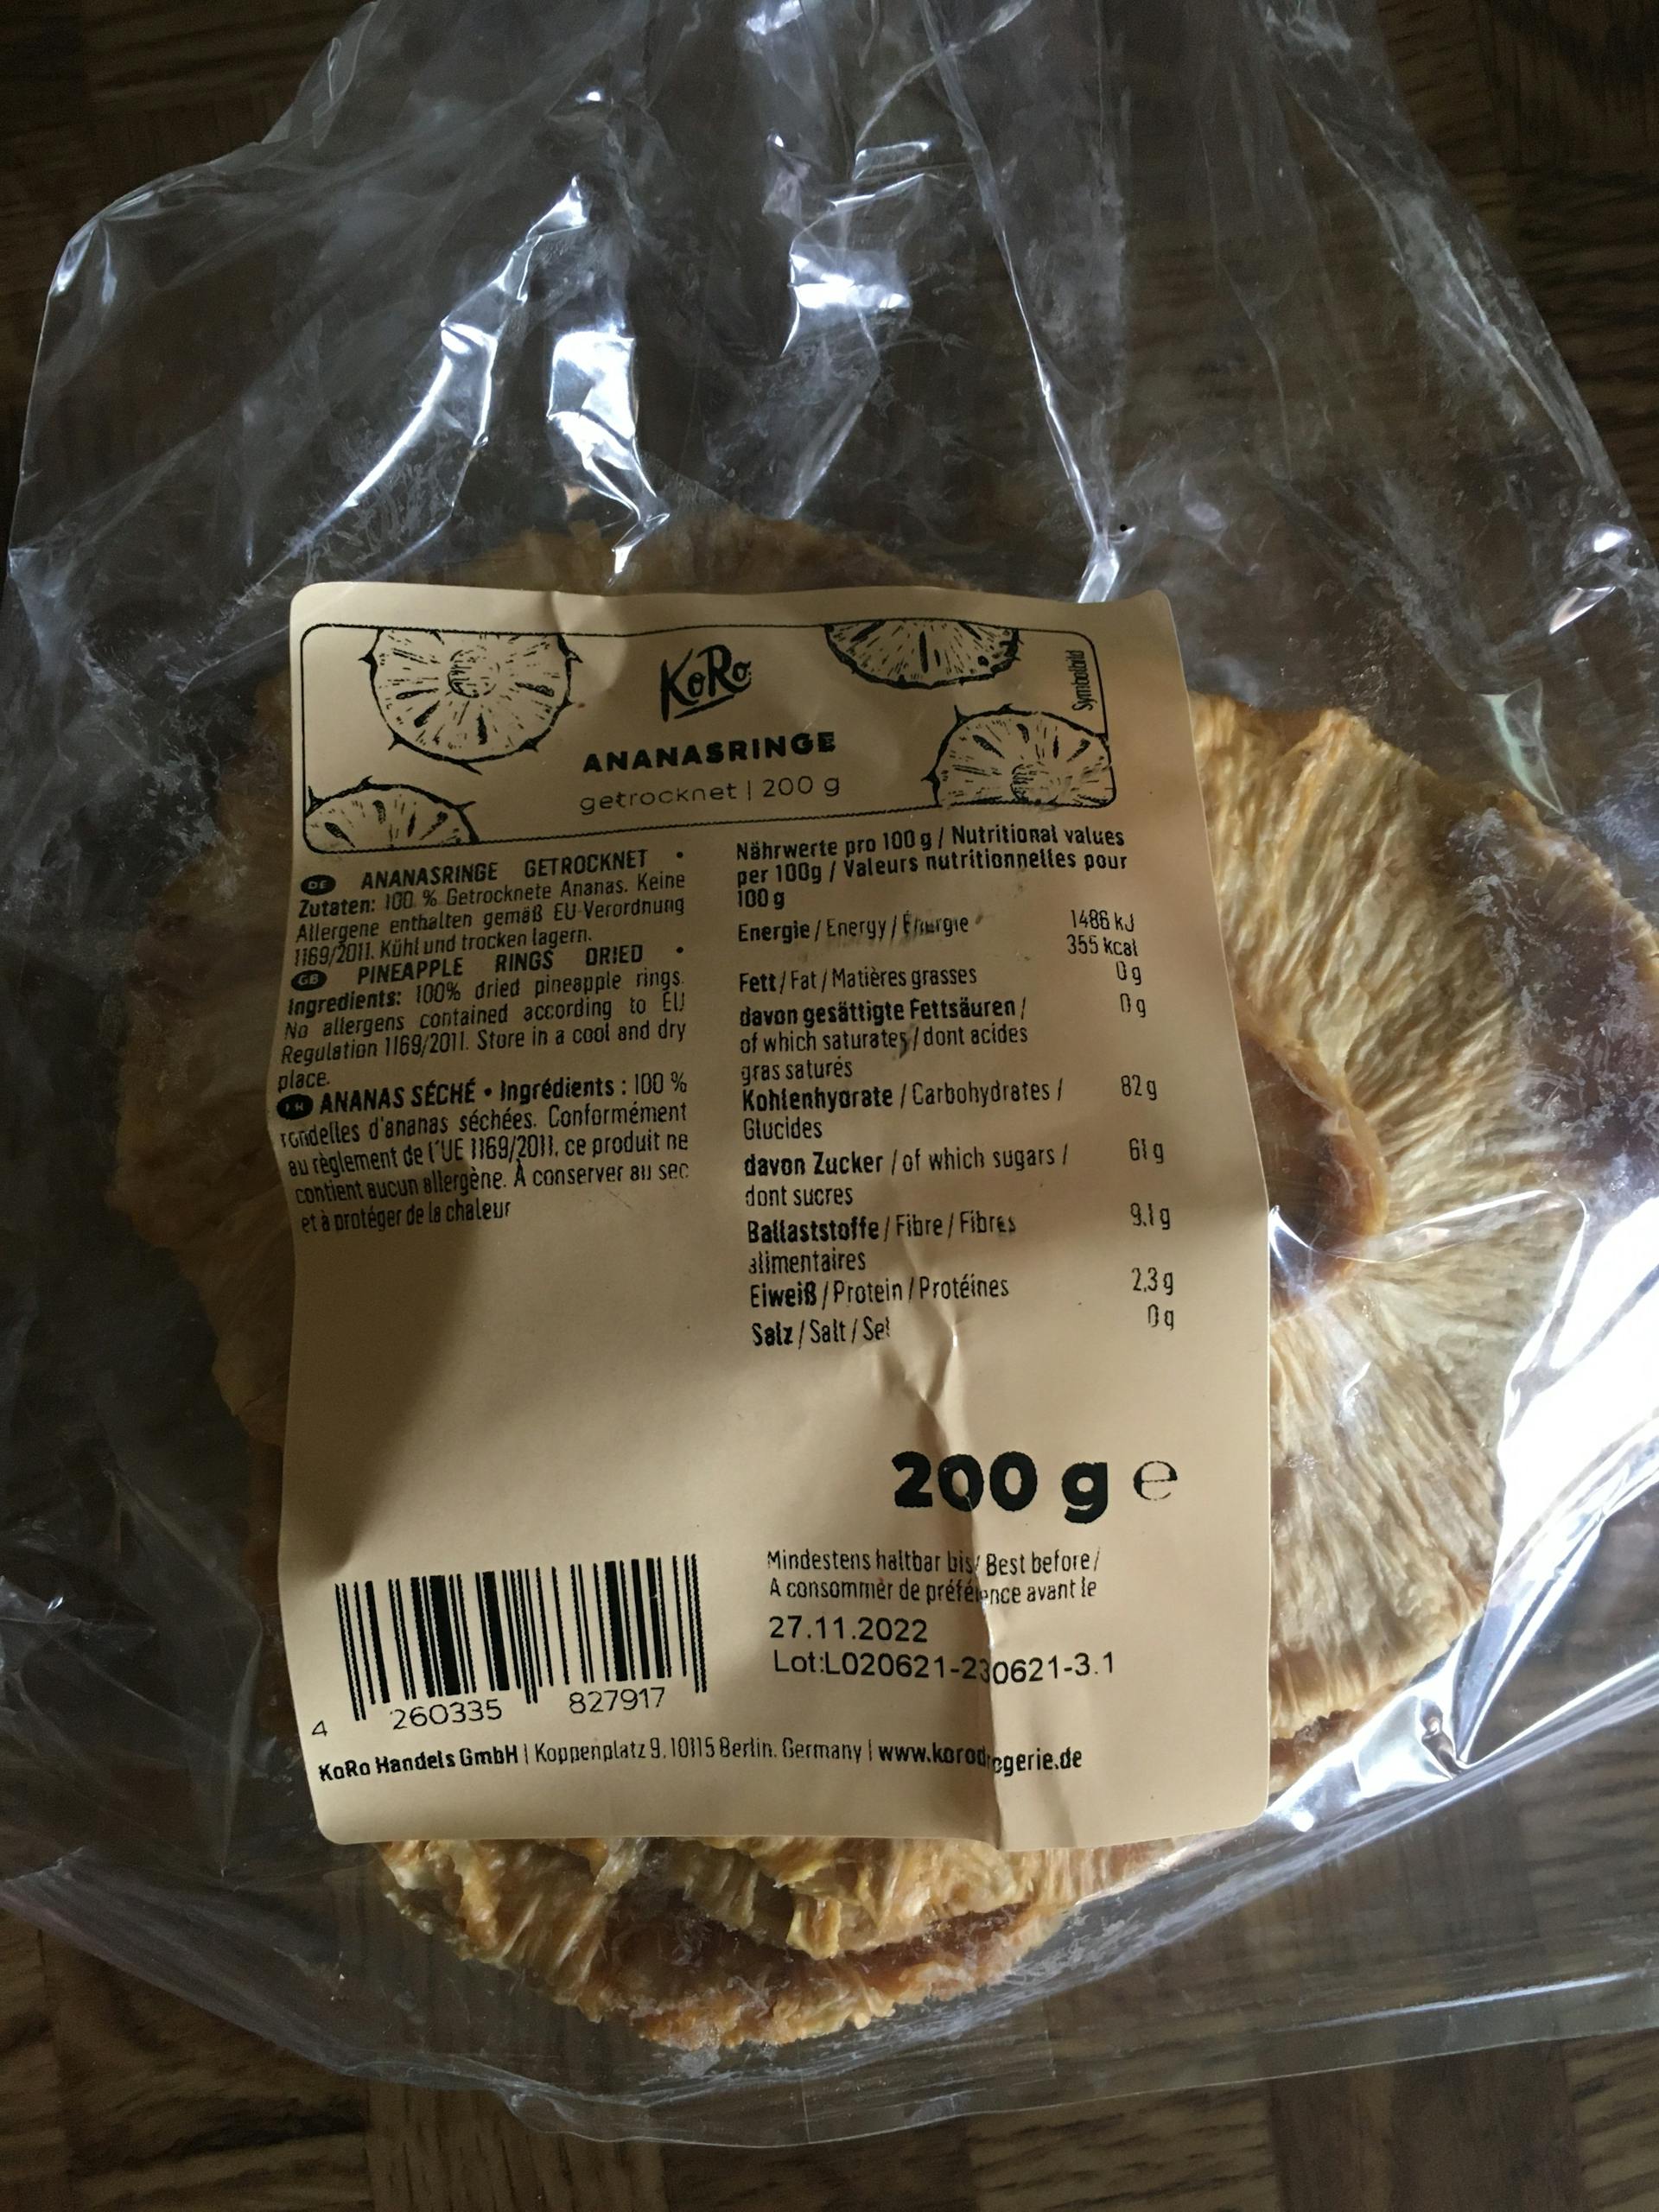 KoRo
Symbolbild
ANANASRINGE
getrocknet | 200 g
DE ANANASRINGE GETROCKNET •
Zutaten: 100 % Getrocknete Ananas. Keine
Allergene enthalten gemäß EU-Verordnung
1169/2011. Kühl und trocken lagern.
GB PINEAPPLE RINGS DRIED •
Ingredients: 100% dried pineapple rings.
No allergens contained according to EU
Regulation 1169/2011. Store in a cool and dry
place.
ANANAS SÉCHÉ • Ingrédients : 100 %
rondelles d'ananas séchées. Conformément
au règlement de l'UE 1169/2011, ce produit ne
contient aucun allergène. À conserver au sec
et à protéger de la chaleur
Nährwerte pro 100 g / Nutritional values
per 100g / Valeurs nutritionnelles pour
100 g
Energie / Energy / Énergie 1486 kJ
355 kcal
Fett / Fat / Matières grasses 0 g
davon gesättigte Fettsäuren / 0 g
of which saturates / dont acides
gras saturés
Kohlenhydrate / Carbohydrates / 82 g
Glucides
davon Zucker / of which sugars / 61 g
dont sucres
Ballaststoffe / Fibre / Fibres 9,1 g
alimentaires
Eiweiß / Protein / Protéines 2,3 g
Salz / Salt / Sel 0 g
200 g e
Mindestens haltbar bis/ Best before/
A consommèr de préférence avant le
27.11.2022
Lot:L020621-230621-3.1
4 260335 827917
KoRo Handels GmbH | Koppenplatz 9, 10115 Berlin, Germany | www.korodrogerie.de